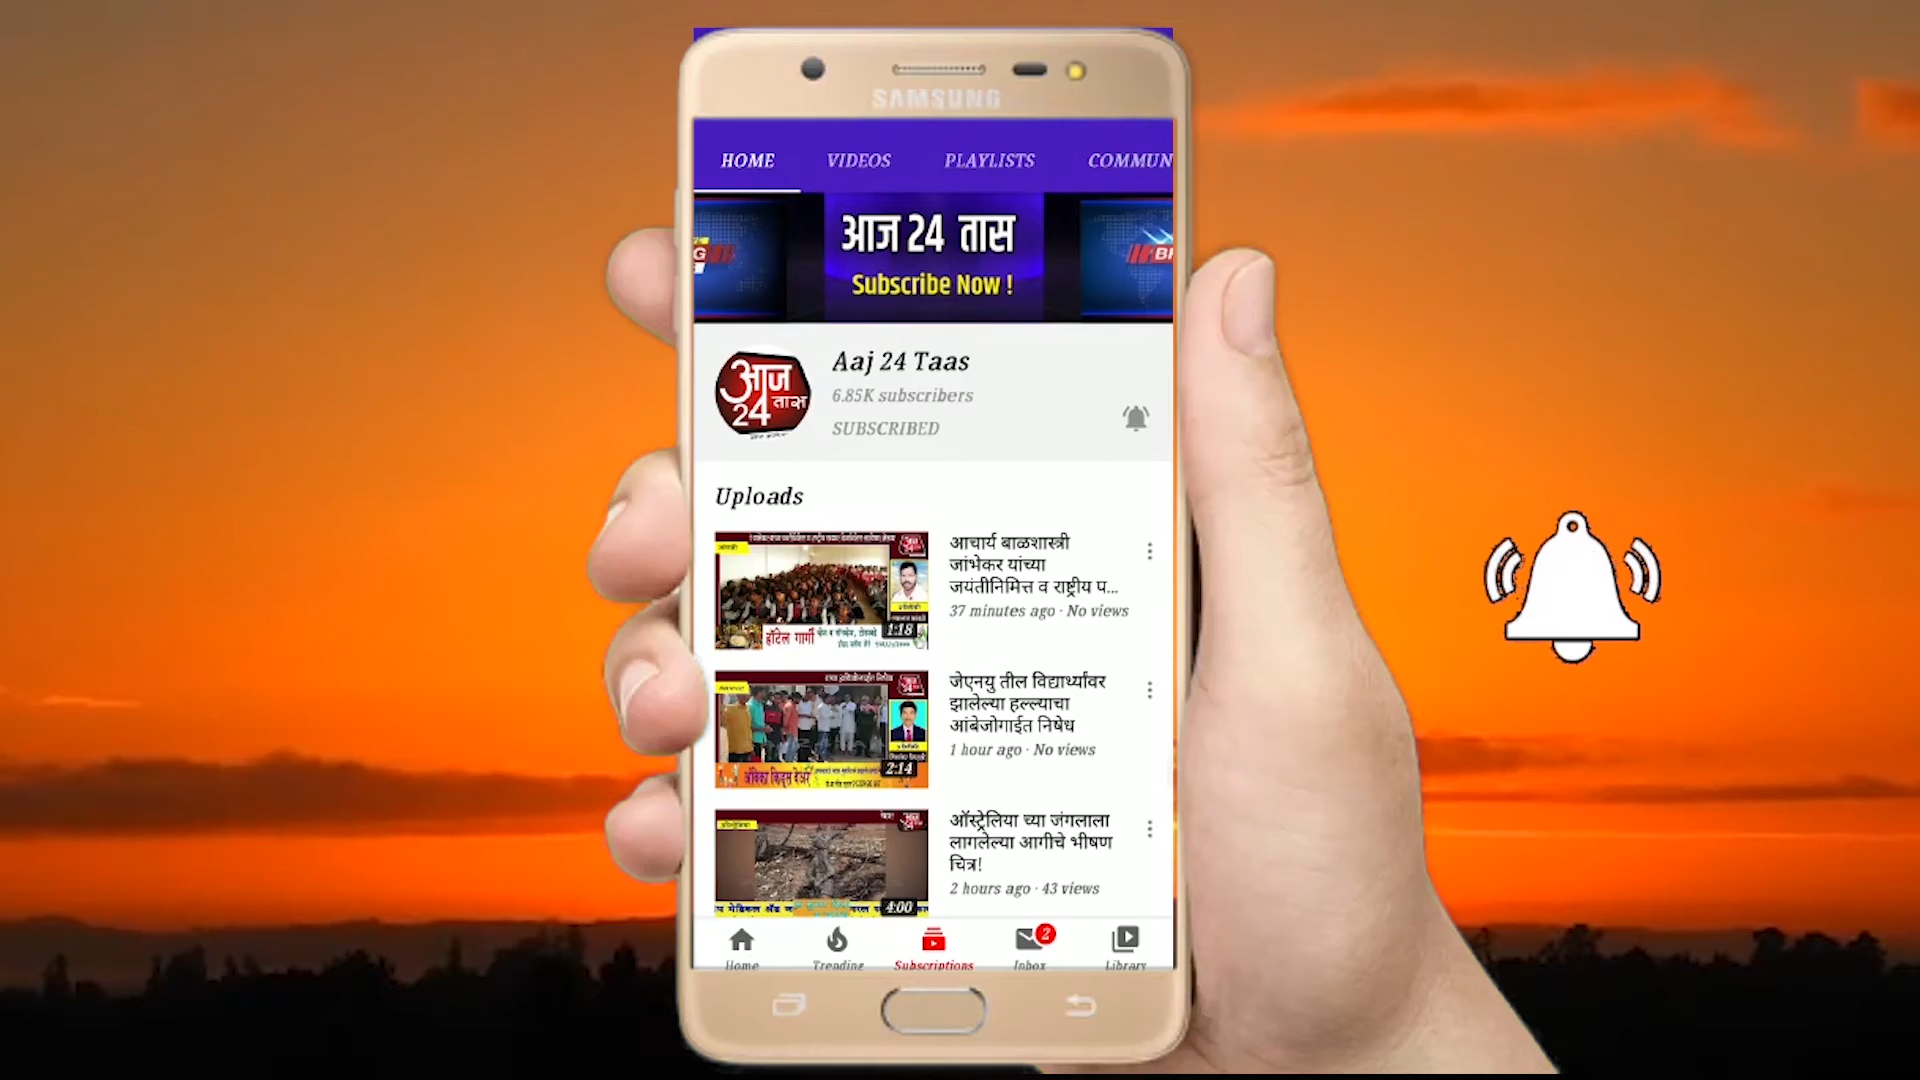 SAMSUNG
HOME VIDEOS PLAYLISTS COMMUN
आज 24 तास
Subscribe Now !
आज
24 तास
Aaj 24 Taas
6.85K subscribers
SUBSCRIBED
Uploads
आचार्य बाळशास्त्री
जांभेकर यांच्या
जयंतीनिमित्त व राष्ट्रीय प...
37 minutes ago · No views
हॉटेल गार्गी
1:18
जेएनयु तील विद्यार्थ्यांवर
झालेल्या हल्ल्याचा
आंबेजोगाईत निषेध
1 hour ago · No views
अंबिका किड्स वेअर
2:14
ऑस्ट्रेलिया च्या जंगलाला
लागलेल्या आगीचे भीषण
चित्र!
2 hours ago · 43 views
4:00
2
Home Trending Subscriptions Inbox Library